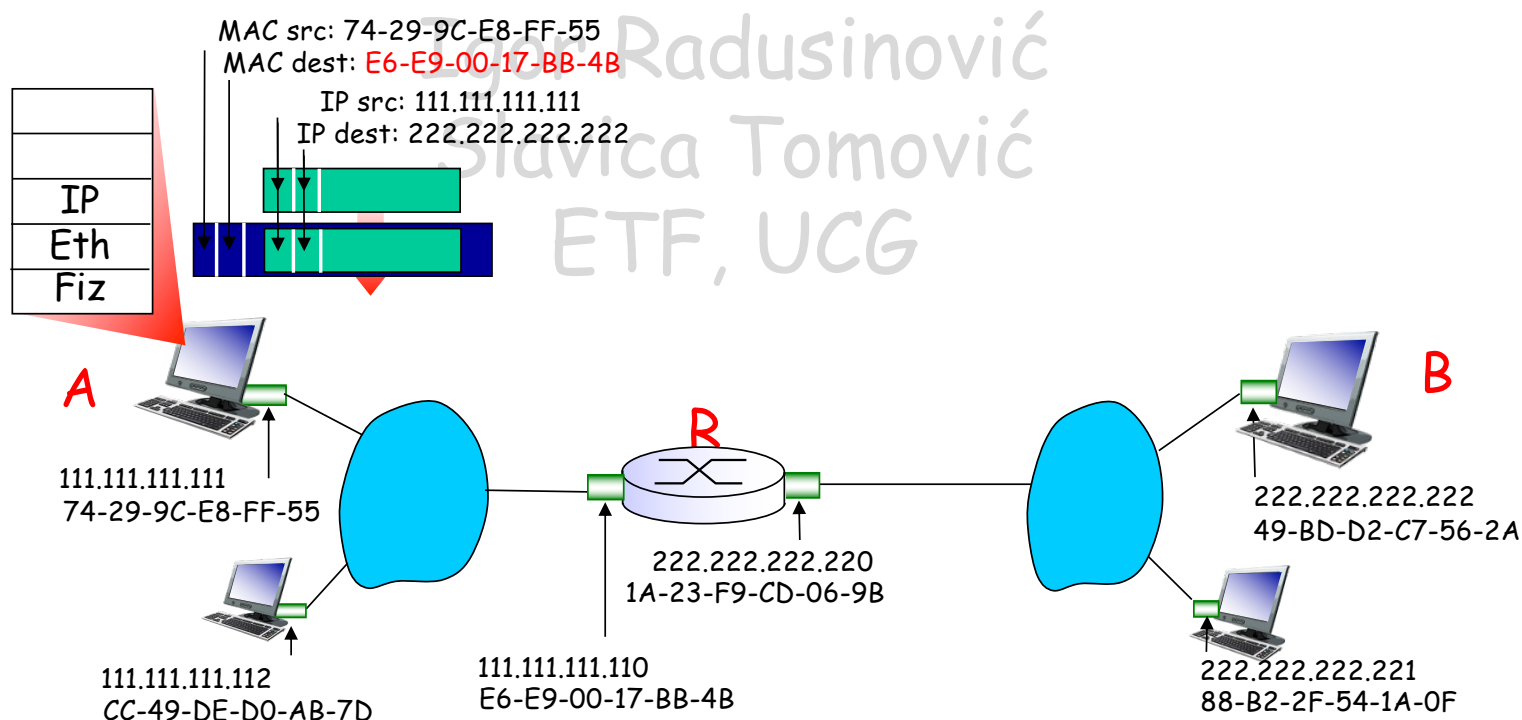 Igor Radusinović
Slavica Tomović
ETF, UCG
MAC src: 74-29-9C-E8-FF-55
MAC dest: E6-E9-00-17-BB-4B
IP src: 111.111.111.111
IP dest: 222.222.222.222
IP
Eth
Fiz
A
R
B
111.111.111.111
74-29-9C-E8-FF-55
222.222.222.222
49-BD-D2-C7-56-2A
222.222.222.220
1A-23-F9-CD-06-9B
111.111.111.112
CC-49-DE-D0-AB-7D
111.111.111.110
E6-E9-00-17-BB-4B
222.222.222.221
88-B2-2F-54-1A-0F